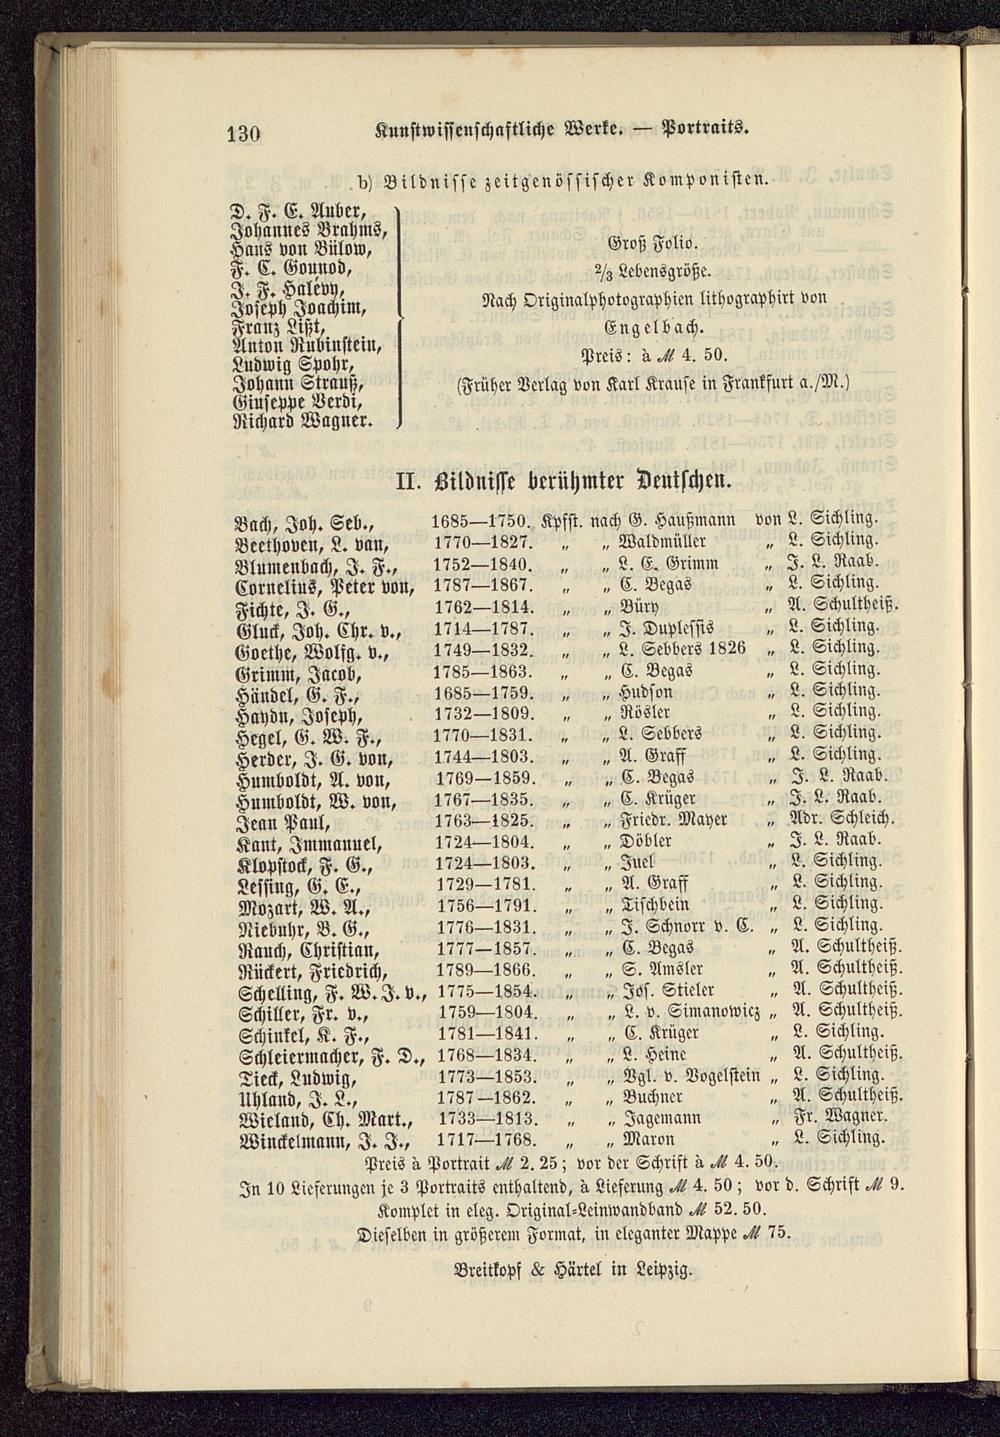 130 Kunstwissenschaftliche Werke. — Portraits.
b) Bildnisse zeitgenössischer Komponisten.
D. F. E. Auber,
Johannes Brahms,
Hans von Bülow,
F. C. Gounod,
J. F. Halévy,
Joseph Joachim,
Franz Lißt,
Anton Rubinstein,
Ludwig Spohr,
Johann Strauß,
Giuseppe Verdi,
Richard Wagner.
Groß Folio.
2/3 Lebensgröße.
Nach Originalphotographien lithographirt von
Engelbach.
Preis: à ℳ 4. 50.
(Früher Verlag von Karl Krause in Frankfurt a./M.)
II. Bildnisse berühmter Deutschen.
Bach, Joh. Seb., 1685—1750. Kpfst. nach G. Haußmann von L. Sichling.
Beethoven, L. van, 1770—1827. „ „ Waldmüller „ L. Sichling.
Blumenbach, J. F., 1752—1840. „ „ L. E. Grimm „ J. L. Raab.
Cornelius, Peter von, 1787—1867. „ „ C. Begas „ L. Sichling.
Fichte, J. G., 1762—1814. „ „ Büry „ A. Schultheiß.
Gluck, Joh. Chr. v., 1714—1787. „ „ J. Duplessis „ L. Sichling.
Goethe, Wolfg. v., 1749—1832. „ „ L. Sebbers 1826 „ L. Sichling.
Grimm, Jacob, 1785—1863. „ „ C. Begas „ L. Sichling.
Händel, G. F., 1685—1759. „ „ Hudson „ L. Sichling.
Haydn, Joseph, 1732—1809. „ „ Rösler „ L. Sichling.
Hegel, G. W. F., 1770—1831. „ „ L. Sebbers „ L. Sichling.
Herder, J. G. von, 1744—1803. „ „ A. Graff „ L. Sichling.
Humboldt, A. von, 1769—1859. „ „ C. Begas „ J. L. Raab.
Humboldt, W. von, 1767—1835. „ „ C. Krüger „ J. L. Raab.
Jean Paul, 1763—1825. „ „ Friedr. Mayer „ Adr. Schleich.
Kant, Immanuel, 1724—1804. „ „ Döbler „ J. L. Raab.
Klopstock, F. G., 1724—1803. „ „ Juel „ L. Sichling.
Lessing, G. E., 1729—1781. „ „ A. Graff „ L. Sichling.
Mozart, W. A., 1756—1791. „ „ Tischbein „ L. Sichling.
Niebuhr, B. G., 1776—1831. „ „ J. Schnorr v. C. „ L. Sichling.
Rauch, Christian, 1777—1857. „ „ C. Begas „ A. Schultheiß.
Rückert, Friedrich, 1789—1866. „ „ S. Amsler „ A. Schultheiß.
Schelling, F. W. J. v., 1775—1854. „ „ Jos. Stieler „ A. Schultheiß.
Schiller, Fr. v., 1759—1804. „ „ L. v. Simanowicz „ A. Schultheiß.
Schinkel, K. F., 1781—1841. „ „ C. Krüger „ L. Sichling.
Schleiermacher, F. D., 1768—1834. „ „ L. Heine „ A. Schultheiß.
Tieck, Ludwig, 1773—1853. „ „ Vgl. v. Vogelstein „ L. Sichling.
Uhland, J. L., 1787—1862. „ „ Buchner „ A. Schultheiß.
Wieland, Ch. Mart., 1733—1813. „ „ Jagemann „ Fr. Wagner.
Winckelmann, J. J., 1717—1768. „ „ Maron „ L. Sichling.
Preis à Portrait ℳ 2. 25; vor der Schrift à ℳ 4. 50.
In 10 Lieferungen je 3 Portraits enthaltend, à Lieferung ℳ 4. 50; vor d. Schrift ℳ 9.
Komplet in eleg. Original-Leinwandband ℳ 52. 50.
Dieselben in größerem Format, in eleganter Mappe ℳ 75.
Breitkopf & Härtel in Leipzig.